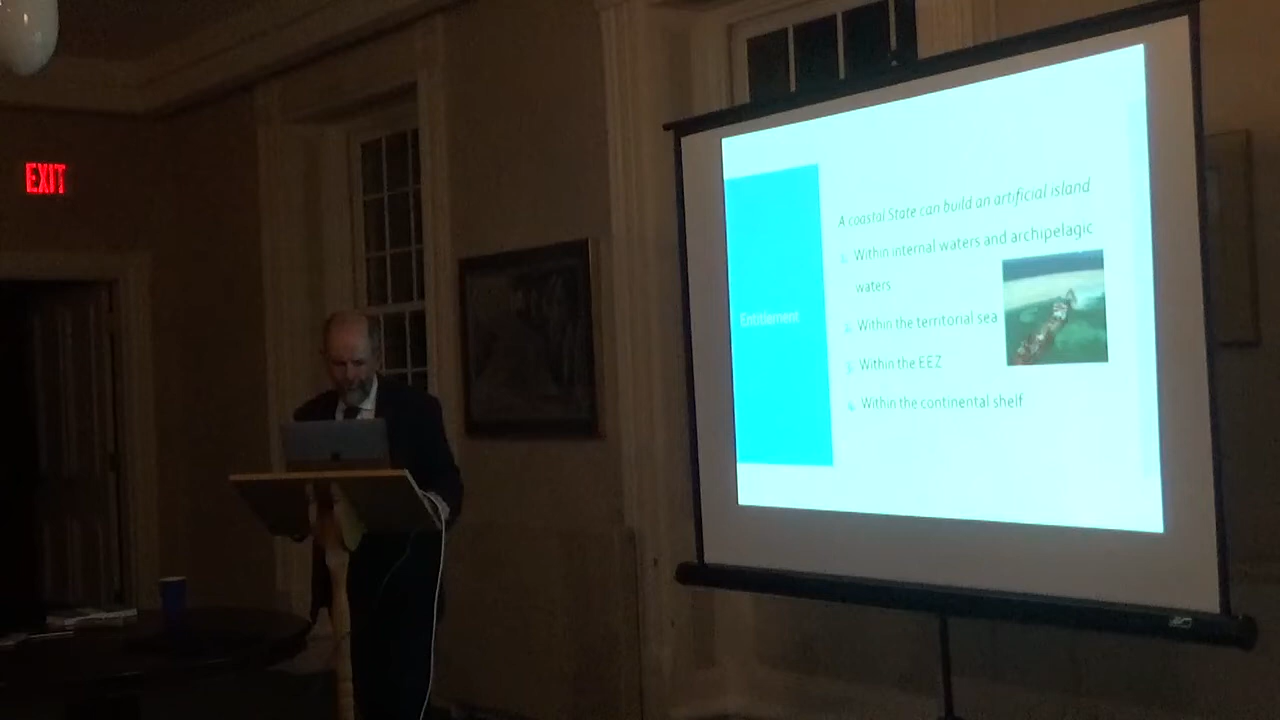 EXIT
Entitlement
A coastal State can build an artificial island
Within internal waters and archipelagic
waters
Within the territorial sea
Within the EEZ
Within the continental shelf